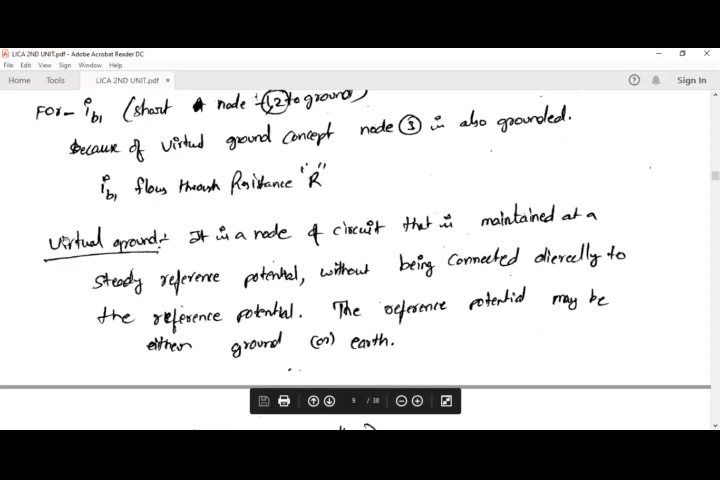 LICA 2ND UNIT.pdf - Adobe Acrobat Reader DC
File Edit View Sign Window Help
Home Tools LICA 2ND UNIT.pdf × Sign In
For- ib1 (short node 1,2 to ground)
because of virtual ground concept node 3 is also grounded.
ib1 flows through Resistance "R"
Virtual ground:- It is a node of circuit that is maintained at a
steady reference potential, without being connected directly to
the reference potential. The reference potential may be
either ground (or) earth.
9 / 38